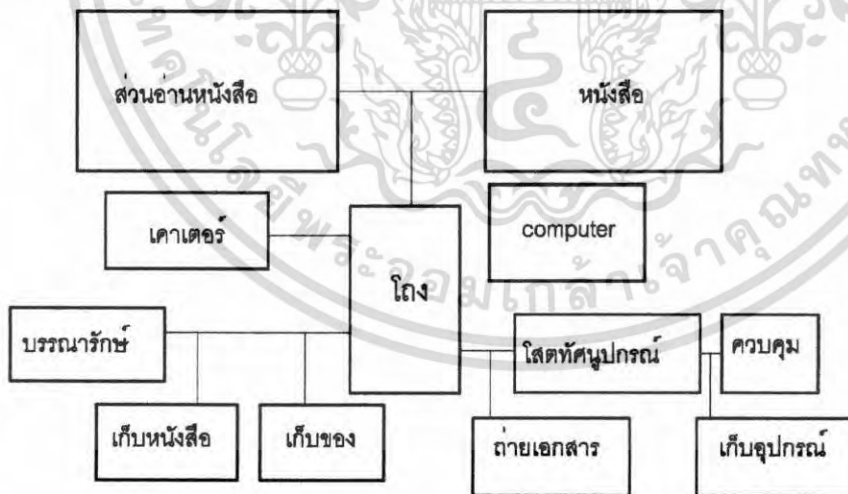 ส่วนอ่านหนังสือ
หนังสือ
เคาเตอร์
computer
โถง
บรรณารักษ์
โสตทัศนูปกรณ์
ควบคุม
เก็บหนังสือ
เก็บของ
ถ่ายเอกสาร
เก็บอุปกรณ์